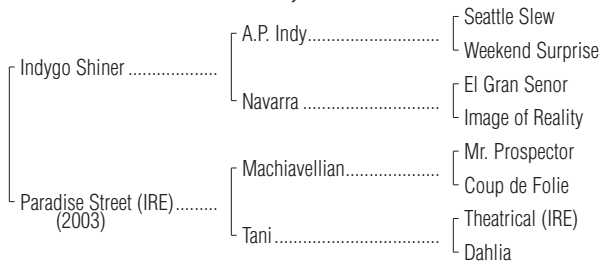 Seattle Slew
A.P. Indy
Weekend Surprise
Indygo Shiner
El Gran Senor
Navarra
Image of Reality
Mr. Prospector
Machiavellian
Coup de Folie
Paradise Street (IRE)
(2003)
Theatrical (IRE)
Tani
Dahlia